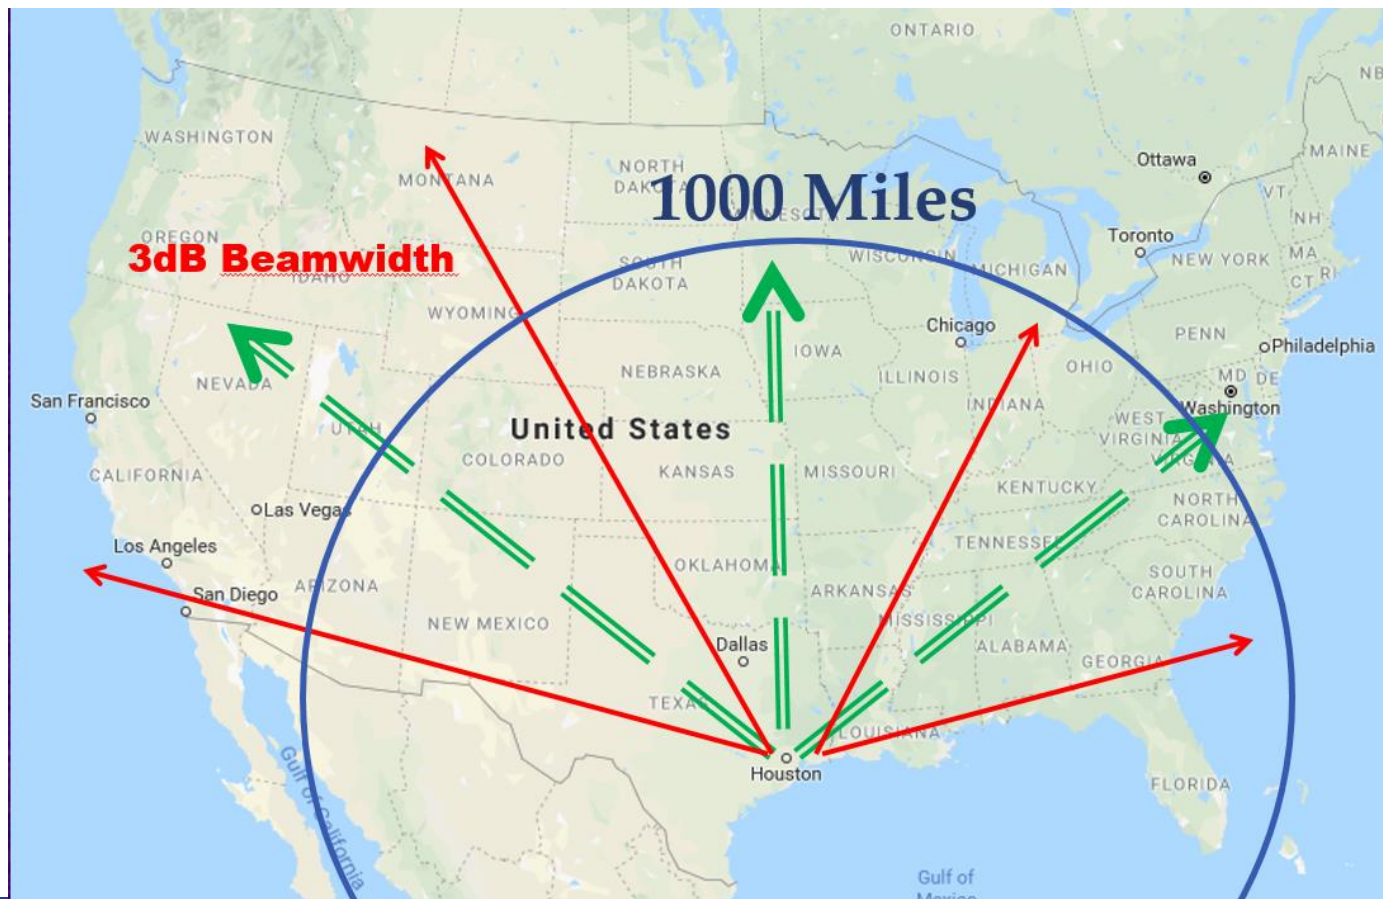 ONTARIO
NB
WASHINGTON
MAINE
Ottawa
MONTANA
NORTH
DAKOTA
1000 Miles
MINNESOTA
VT
NH
OREGON
Toronto
3dB Beamwidth
IDAHO
SOUTH
DAKOTA
WISCONSIN
MICHIGAN
NEW YORK
MA
CT RI
WYOMING
Chicago
PENN
Philadelphia
IOWA
NEBRASKA
ILLINOIS
OHIO
MD DE
NEVADA
San Francisco
INDIANA
Washington
UTAH
United States
WEST
VIRGINIA
VIRGINIA
COLORADO
KANSAS
MISSOURI
CALIFORNIA
KENTUCKY
Las Vegas
NORTH
CAROLINA
Los Angeles
TENNESSEE
OKLAHOMA
San Diego
ARIZONA
ARKANSAS
SOUTH
CAROLINA
NEW MEXICO
MISSISSIPPI
Dallas
ALABAMA
GEORGIA
TEXAS
LOUISIANA
Houston
Gulf of California
FLORIDA
Gulf of
Mexico